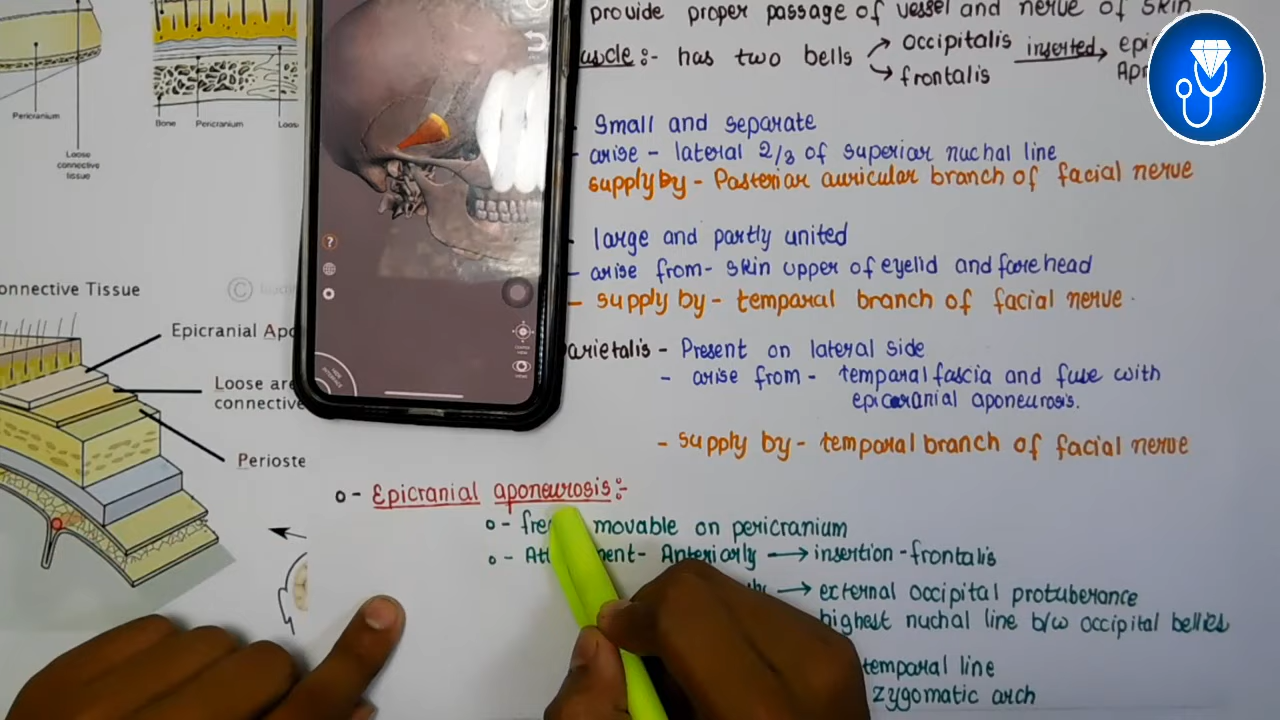 provide proper passage of vessel and nerve of skin
uscle:- has two bells
occipitalis
frontalis
inserted
epi
Apr
Small and separate
arise - lateral 2/3 of superior nuchal line
supply by - Posteriar auricular branch of facial nerve
large and partly united
- arise from - skin upper of eyelid and forehead
- supply by - temporal branch of facial nerve.
arietalis - Present on lateral side
- arise from - temporal fascia and fuse with
epicranial aponeurosis.
- supply by - temporal branch of facial nerve
o - Epicranial aponeurosis:-
o - fre movable on pericranium
o - Att ment - Anteriorly → insertion - frontalis
→ external occipital protuberance
highest nuchal line b/w occipital bellies
temporal line
zygomatic arch
Pericranium
Loose
connective
tissue
Bone
Pericranium
Loos
onnective Tissue
©
Epicranial Apo
Loose are
connective
Perioste
?